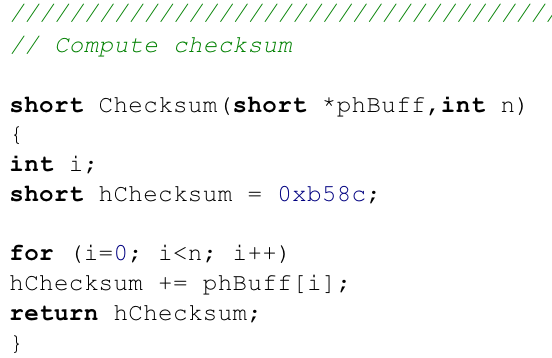 /////////////////////////////////////
// Compute checksum
short Checksum(short *phBuff,int n)
{
int i;
short hChecksum = 0xb58c;
for (i=0; i<n; i++)
hChecksum += phBuff[i];
return hChecksum;
}